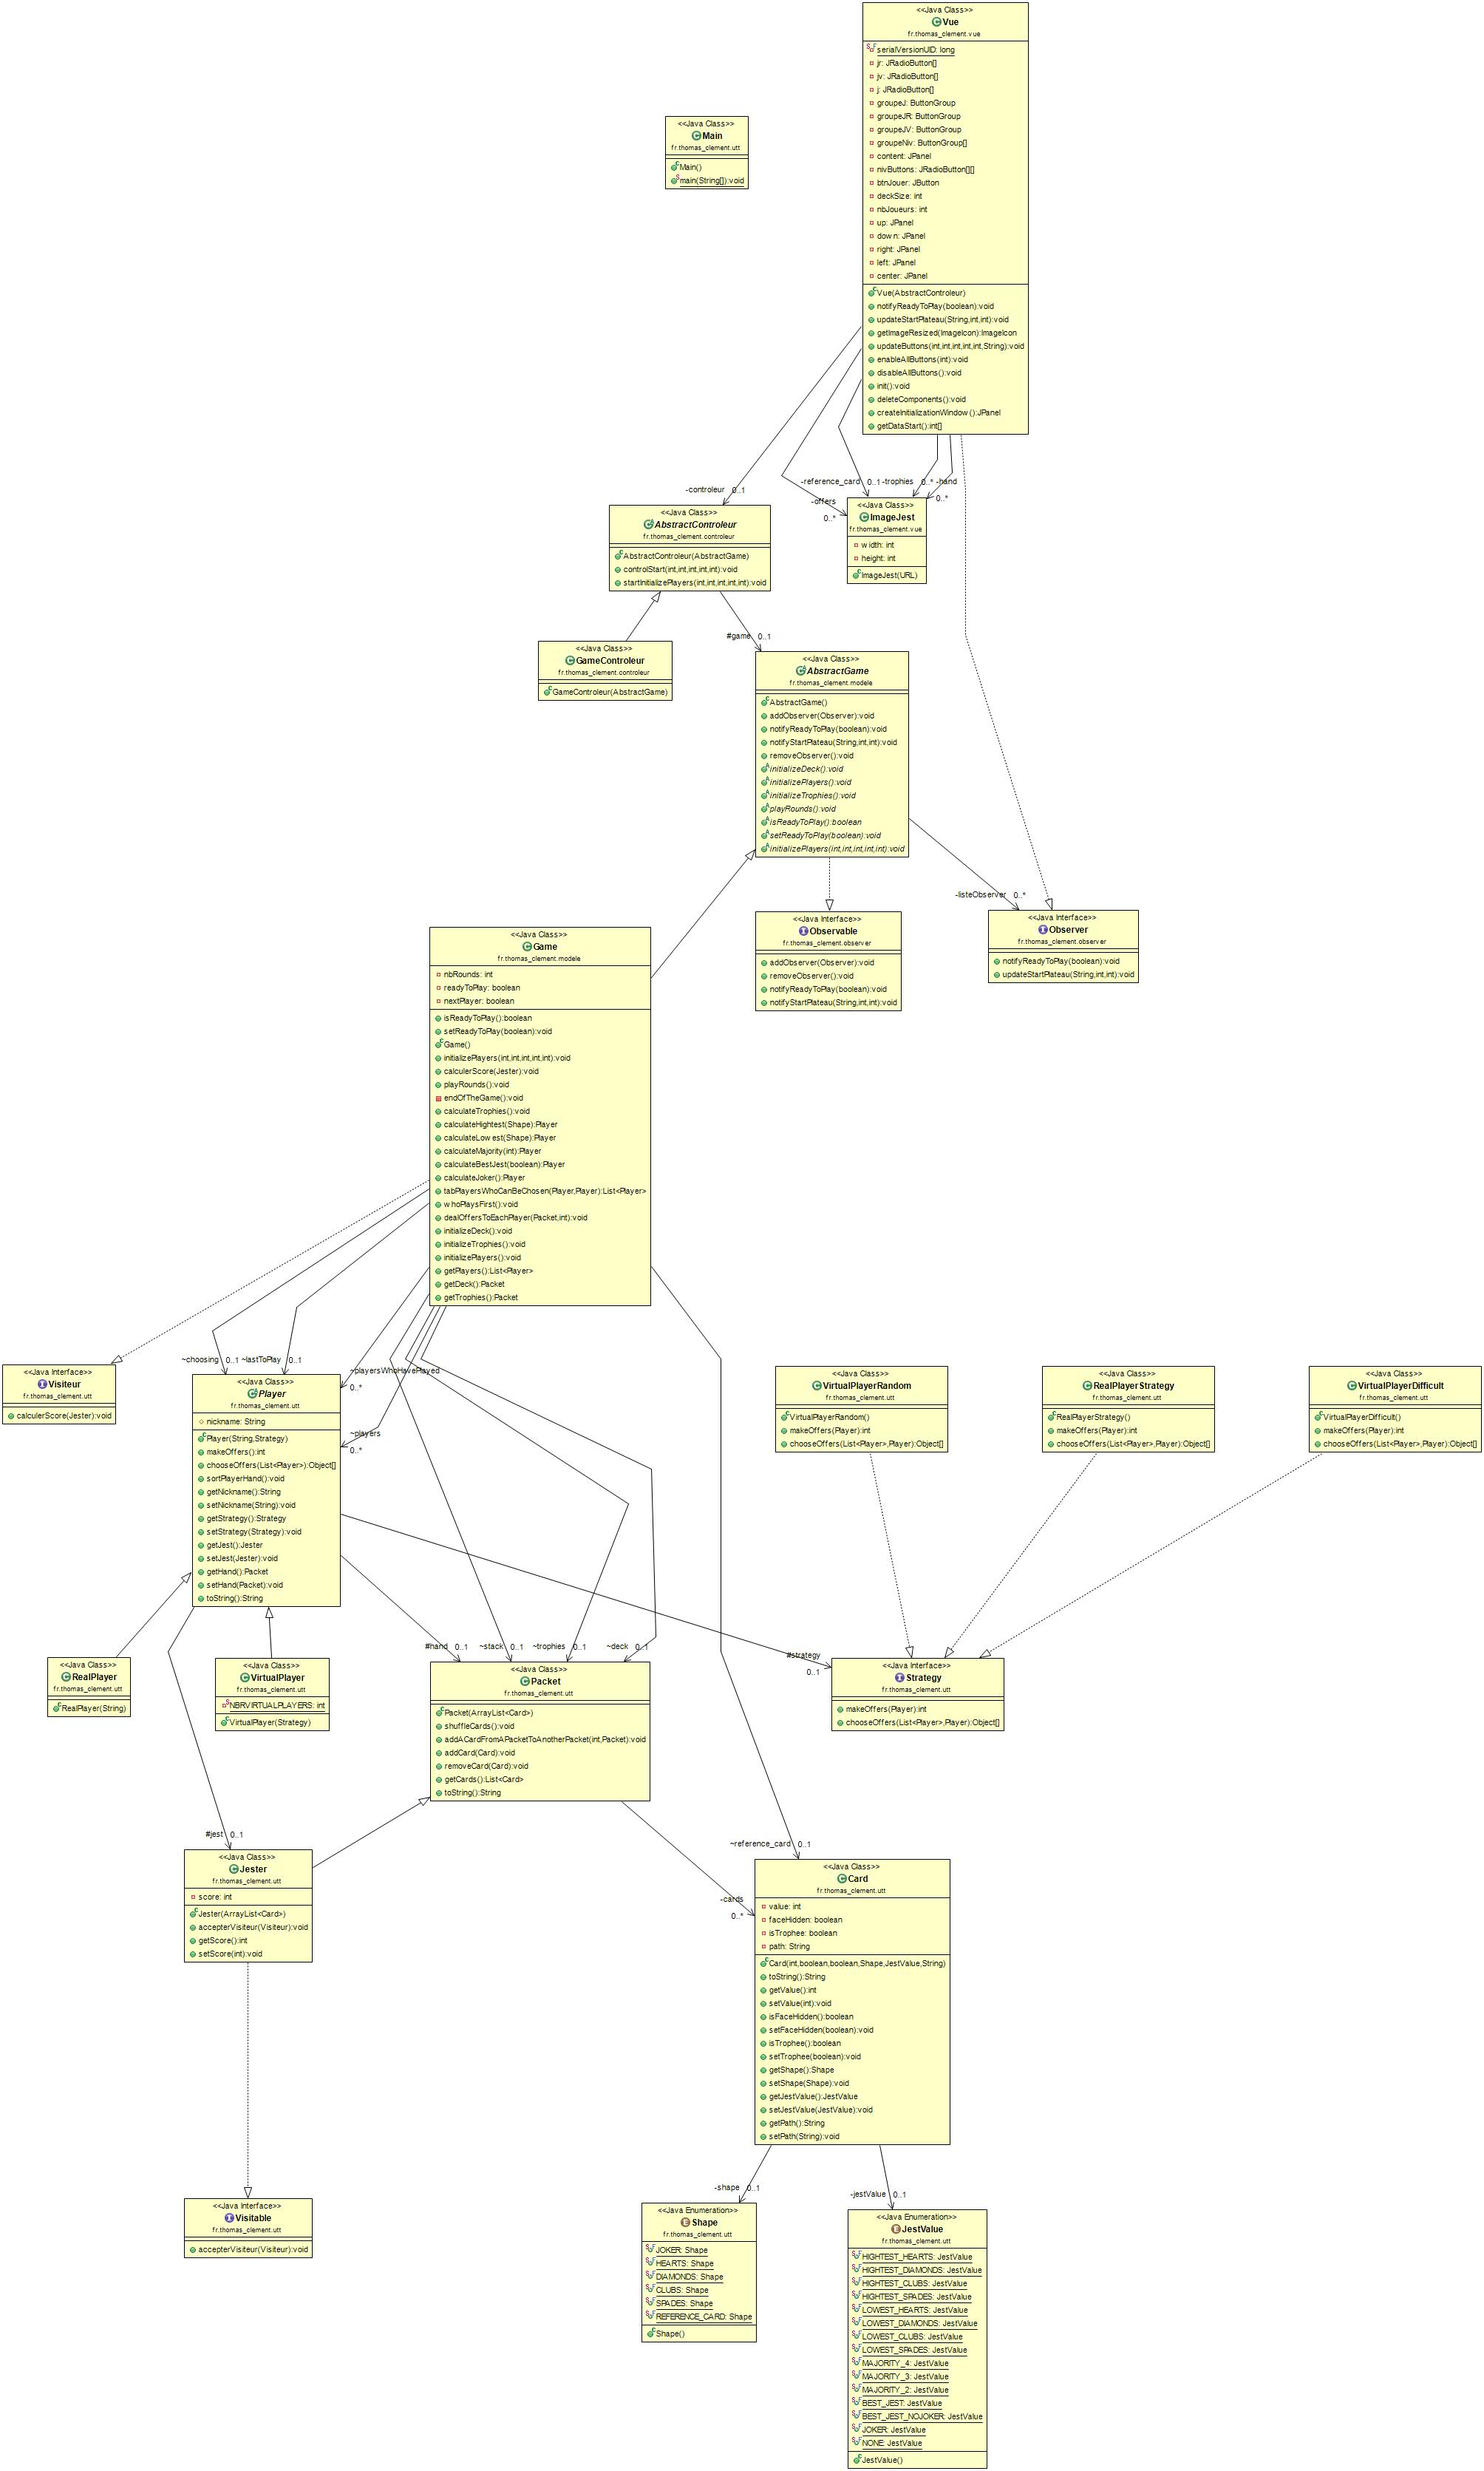 <<Java Class>>
Vue
fr.thomas_clement.vue
serialVersionUID: long
jr: JRadioButton[]
jv: JRadioButton[]
j: JRadioButton[]
groupeJ: ButtonGroup
groupeJR: ButtonGroup
groupeJV: ButtonGroup
groupeNiv: ButtonGroup[]
content: JPanel
nivButtons: JRadioButton[][]
btnJouer: JButton
deckSize: int
nbJoueurs: int
up: JPanel
down: JPanel
right: JPanel
left: JPanel
center: JPanel
Vue(AbstractControleur)
notifyReadyToPlay(boolean):void
updateStartPlateau(String,int,int):void
getImageResized(ImageIcon):ImageIcon
updateButtons(int,int,int,int,int,String):void
enableAllButtons(int):void
disableAllButtons():void
init():void
deleteComponents():void
createInitializationWindow():JPanel
getDataStart():int[]
<<Java Class>>
Main
fr.thomas_clement.utt
Main()
main(String[]):void
-controleur 0..1
-reference_card 0..1
-trophies 0..*
-hand
0..*
-offers
0..*
<<Java Class>>
AbstractControleur
fr.thomas_clement.controleur
AbstractControleur(AbstractGame)
controlStart(int,int,int,int,int):void
startInitializePlayers(int,int,int,int,int):void
<<Java Class>>
ImageJest
fr.thomas_clement.vue
width: int
height: int
ImageJest(URL)
#game 0..1
<<Java Class>>
GameControleur
fr.thomas_clement.controleur
GameControleur(AbstractGame)
<<Java Class>>
AbstractGame
fr.thomas_clement.modele
AbstractGame()
addObserver(Observer):void
notifyReadyToPlay(boolean):void
notifyStartPlateau(String,int,int):void
removeObserver():void
initializeDeck():void
initializePlayers():void
initializeTrophies():void
playRounds():void
isReadyToPlay():boolean
setReadyToPlay(boolean):void
initializePlayers(int,int,int,int,int):void
-listeObserver 0..*
<<Java Interface>>
Observable
fr.thomas_clement.observer
addObserver(Observer):void
removeObserver():void
notifyReadyToPlay(boolean):void
notifyStartPlateau(String,int,int):void
<<Java Interface>>
Observer
fr.thomas_clement.observer
notifyReadyToPlay(boolean):void
updateStartPlateau(String,int,int):void
<<Java Class>>
Game
fr.thomas_clement.modele
nbRounds: int
readyToPlay: boolean
nextPlayer: boolean
isReadyToPlay():boolean
setReadyToPlay(boolean):void
Game()
initializePlayers(int,int,int,int,int):void
calculerScore(Jester):void
playRounds():void
endOfTheGame():void
calculateTrophies():void
calculateHightest(Shape):Player
calculateLowest(Shape):Player
calculateMajority(int):Player
calculateBestJest(boolean):Player
calculateJoker():Player
tabPlayersWhoCanBeChosen(Player,Player):List<Player>
whoPlaysFirst():void
dealOffersToEachPlayer(Packet,int):void
initializeDeck():void
initializeTrophies():void
initializePlayers():void
getPlayers():List<Player>
getDeck():Packet
getTrophies():Packet
~choosing 0..1
~lastToPlay 0..1
~playersWhoHavePlayed
0..*
~players
0..*
<<Java Interface>>
Visiteur
fr.thomas_clement.utt
calculerScore(Jester):void
<<Java Class>>
Player
fr.thomas_clement.utt
nickname: String
Player(String,Strategy)
makeOffers():int
chooseOffers(List<Player>):Object[]
sortPlayerHand():void
getNickname():String
setNickname(String):void
getStrategy():Strategy
setStrategy(Strategy):void
getJest():Jester
setJest(Jester):void
getHand():Packet
setHand(Packet):void
toString():String
<<Java Class>>
VirtualPlayerRandom
fr.thomas_clement.utt
VirtualPlayerRandom()
makeOffers(Player):int
chooseOffers(List<Player>,Player):Object[]
<<Java Class>>
RealPlayerStrategy
fr.thomas_clement.utt
RealPlayerStrategy()
makeOffers(Player):int
chooseOffers(List<Player>,Player):Object[]
<<Java Class>>
VirtualPlayerDifficult
fr.thomas_clement.utt
VirtualPlayerDifficult()
makeOffers(Player):int
chooseOffers(List<Player>,Player):Object[]
#hand 0..1
~stack 0..1
~trophies 0..1
~deck 0..1
#strategy
0..1
<<Java Class>>
RealPlayer
fr.thomas_clement.utt
RealPlayer(String)
<<Java Class>>
VirtualPlayer
fr.thomas_clement.utt
NBRVIRTUALPLAYERS: int
VirtualPlayer(Strategy)
<<Java Class>>
Packet
fr.thomas_clement.utt
Packet(ArrayList<Card>)
shuffleCards():void
addACardFromAPacketToAnotherPacket(int,Packet):void
addCard(Card):void
removeCard(Card):void
getCards():List<Card>
toString():String
<<Java Interface>>
Strategy
fr.thomas_clement.utt
makeOffers(Player):int
chooseOffers(List<Player>,Player):Object[]
#jest 0..1
~reference_card 0..1
-cards
0..*
<<Java Class>>
Jester
fr.thomas_clement.utt
score: int
Jester(ArrayList<Card>)
accepterVisiteur(Visiteur):void
getScore():int
setScore(int):void
<<Java Class>>
Card
fr.thomas_clement.utt
value: int
faceHidden: boolean
isTrophee: boolean
path: String
Card(int,boolean,boolean,Shape,JestValue,String)
toString():String
getValue():int
setValue(int):void
isFaceHidden():boolean
setFaceHidden(boolean):void
isTrophee():boolean
setTrophee(boolean):void
getShape():Shape
setShape(Shape):void
getJestValue():JestValue
setJestValue(JestValue):void
getPath():String
setPath(String):void
-shape 0..1
-jestValue 0..1
<<Java Interface>>
Visitable
fr.thomas_clement.utt
accepterVisiteur(Visiteur):void
<<Java Enumeration>>
Shape
fr.thomas_clement.utt
JOKER: Shape
HEARTS: Shape
DIAMONDS: Shape
CLUBS: Shape
SPADES: Shape
REFERENCE_CARD: Shape
Shape()
<<Java Enumeration>>
JestValue
fr.thomas_clement.utt
HIGHTEST_HEARTS: JestValue
HIGHTEST_DIAMONDS: JestValue
HIGHTEST_CLUBS: JestValue
HIGHTEST_SPADES: JestValue
LOWEST_HEARTS: JestValue
LOWEST_DIAMONDS: JestValue
LOWEST_CLUBS: JestValue
LOWEST_SPADES: JestValue
MAJORITY_4: JestValue
MAJORITY_3: JestValue
MAJORITY_2: JestValue
BEST_JEST: JestValue
BEST_JEST_NOJOKER: JestValue
JOKER: JestValue
NONE: JestValue
JestValue()